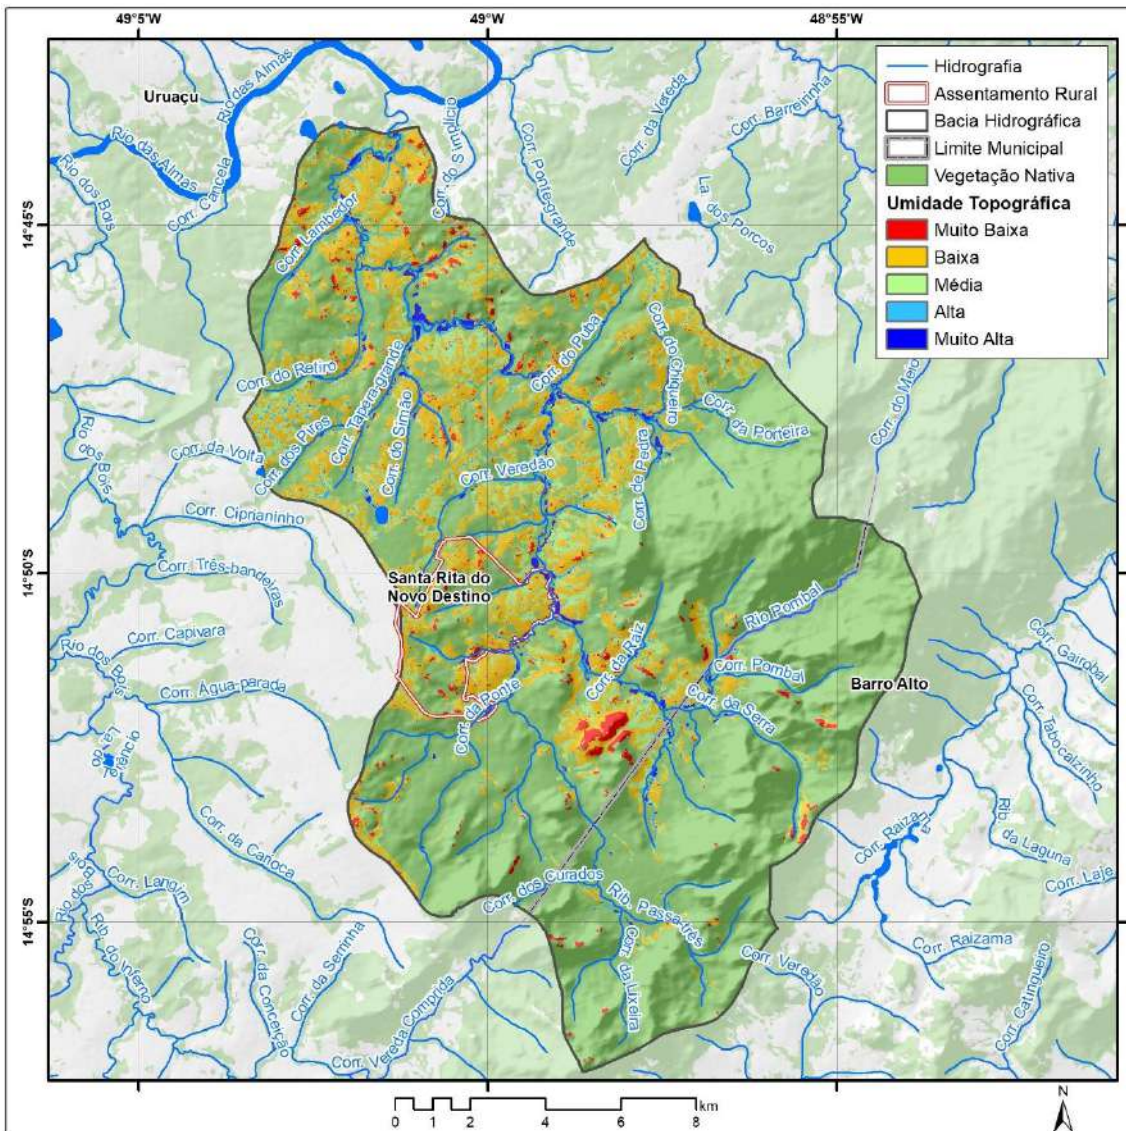 49°5'W
49°W
48°55'W
Hidrografia
Assentamento Rural
Bacia Hidrográfica
Limite Municipal
Vegetação Nativa
Umidade Topográfica
Muito Baixa
Baixa
Média
Alta
Muito Alta
Uruaçu
Rio das Almas
Rio das Almas
Rio dos Bois
Corr. Cancela
Corr. do Simplício
Corr. Ponte-grande
Corr. da Vereda
Corr. Barreirinha
La. dos Porcos
14°45'S
Corr. Lambedor
Corr. do Retiro
Corr. Tapera-grande
Corr. do Simão
Corr. dos Pires
Corr. da Volta
Rio dos Bois
Corr. do Puba
Corr. do Chiqueiro
Corr. da Porteira
Corr. de Pedra
Corr. do Meio
Corr. Veredão
Corr. Ciprianinho
14°50'S
Corr. Três-bandeiras
Santa Rita do
Novo Destino
Corr. Capivara
Rio dos Bois
Corr. Água-parada
Rio Pombal
Corr. da Raiz
Corr. Pombal
Corr. da Serra
Barro Alto
Corr. Gairobal
Corr. Tabocalzinho
Corr. da Ponte
Corr. da Carioca
Corr. Raiza
Rib. da Laguna
Corr. Laje
Corr. Langim
Rio dos Bois
Corr. dos Curados
Rib. Passa-três
14°55'S
Rib. do Inferno
Corr. da Conceição
Corr. da Serrinha
Corr. Vereda Comprida
Corr. da Lixeira
Corr. Veredão
Corr. Raizama
Corr. Catingueiro
0 1 2 4 6 8 km
N